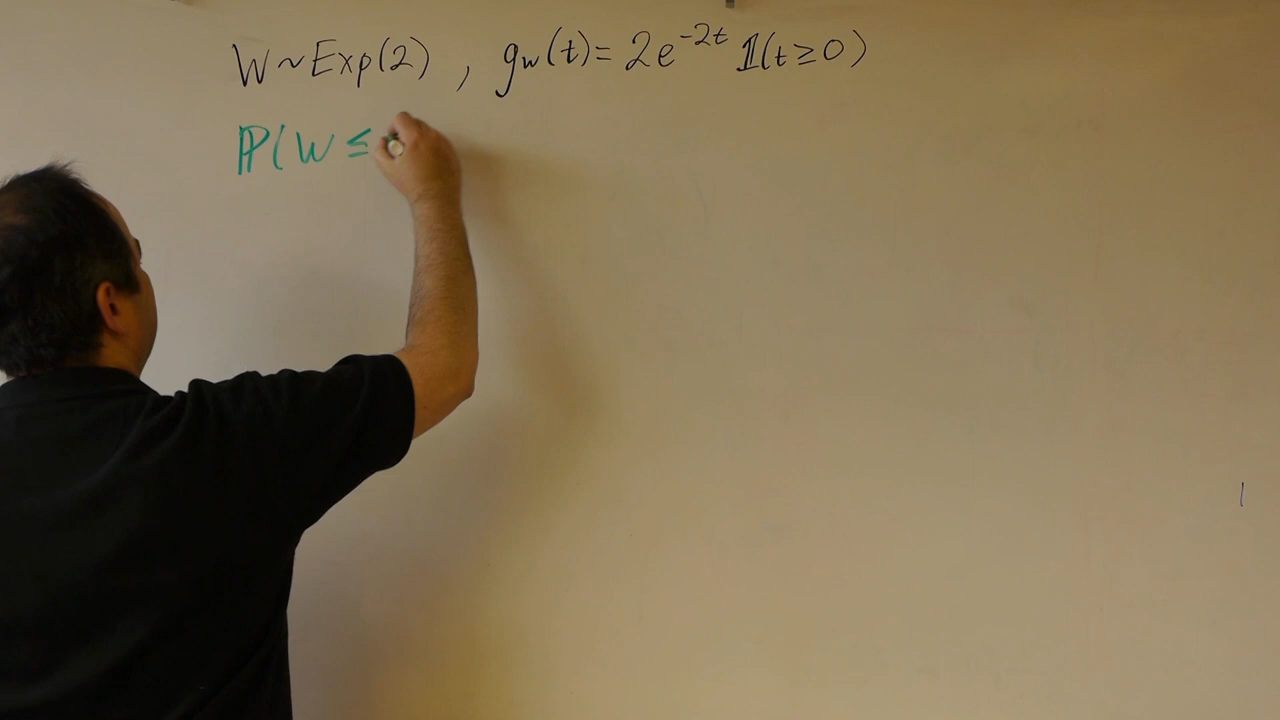 W ~ Exp(2) , g_W(t) = 2e^{-2t} 𝟙(t ≥ 0)
ℙ(W ≤